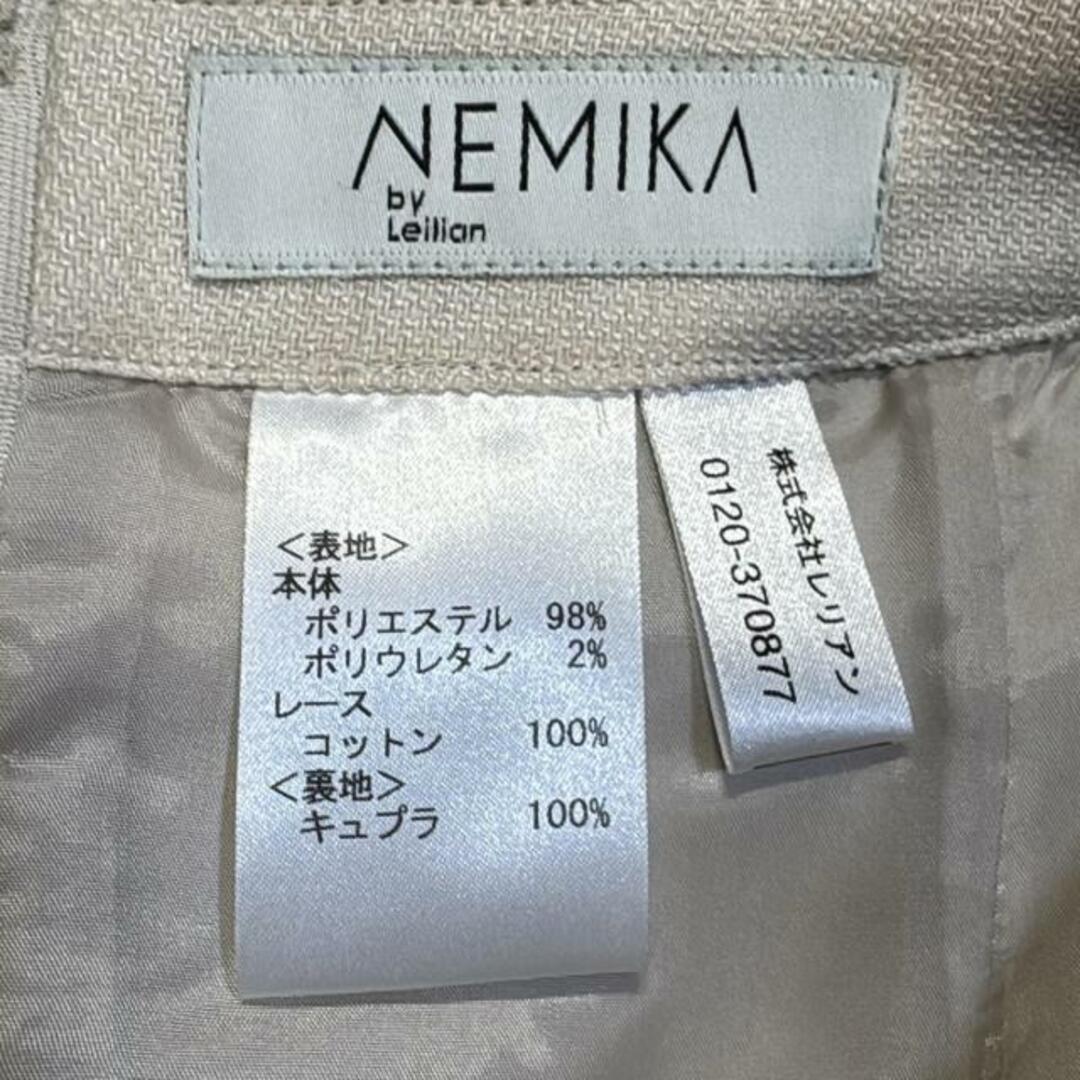 NEMIKA
by
Leilian
<表地>
本体
ポリエステル 98%
ポリウレタン 2%
レース
コットン 100%
<裏地>
キュプラ 100%
株式会社レリアン
0120-370877